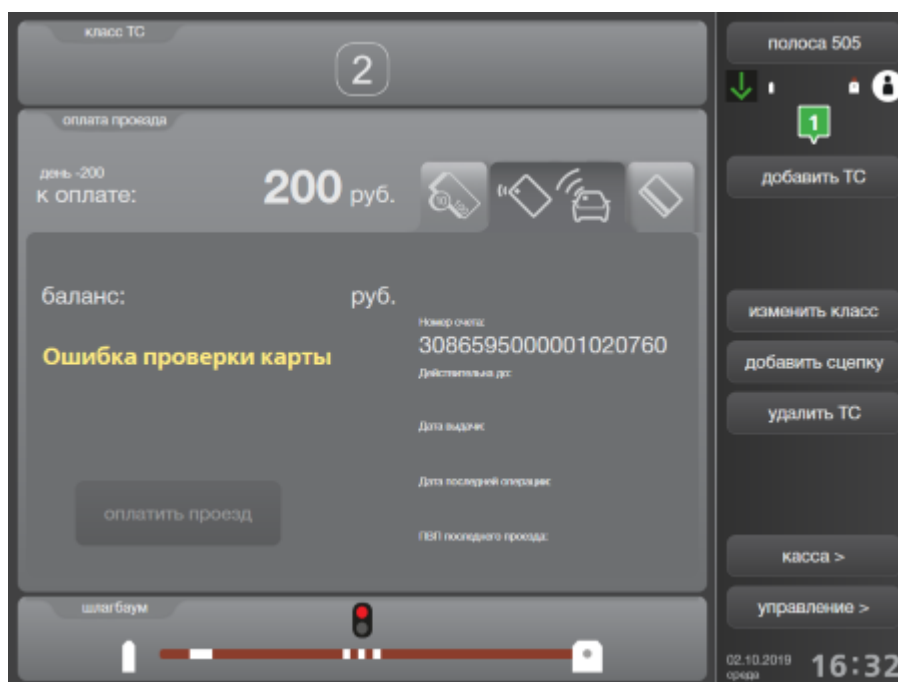 класс ТС
2
оплата проезда
день -200
к оплате:
200 руб.
10
баланс:
руб.
Ошибка проверки карты
Номер счета:
3086595000001020760
Действительна до:
Дата выдачи:
Дата последней операции:
ПВП последнего проезда:
оплатить проезд
шлагбаум
полоса 505
1
добавить ТС
изменить класс
добавить сцепку
удалить ТС
касса >
управление >
02.10.2019
среда
16:32